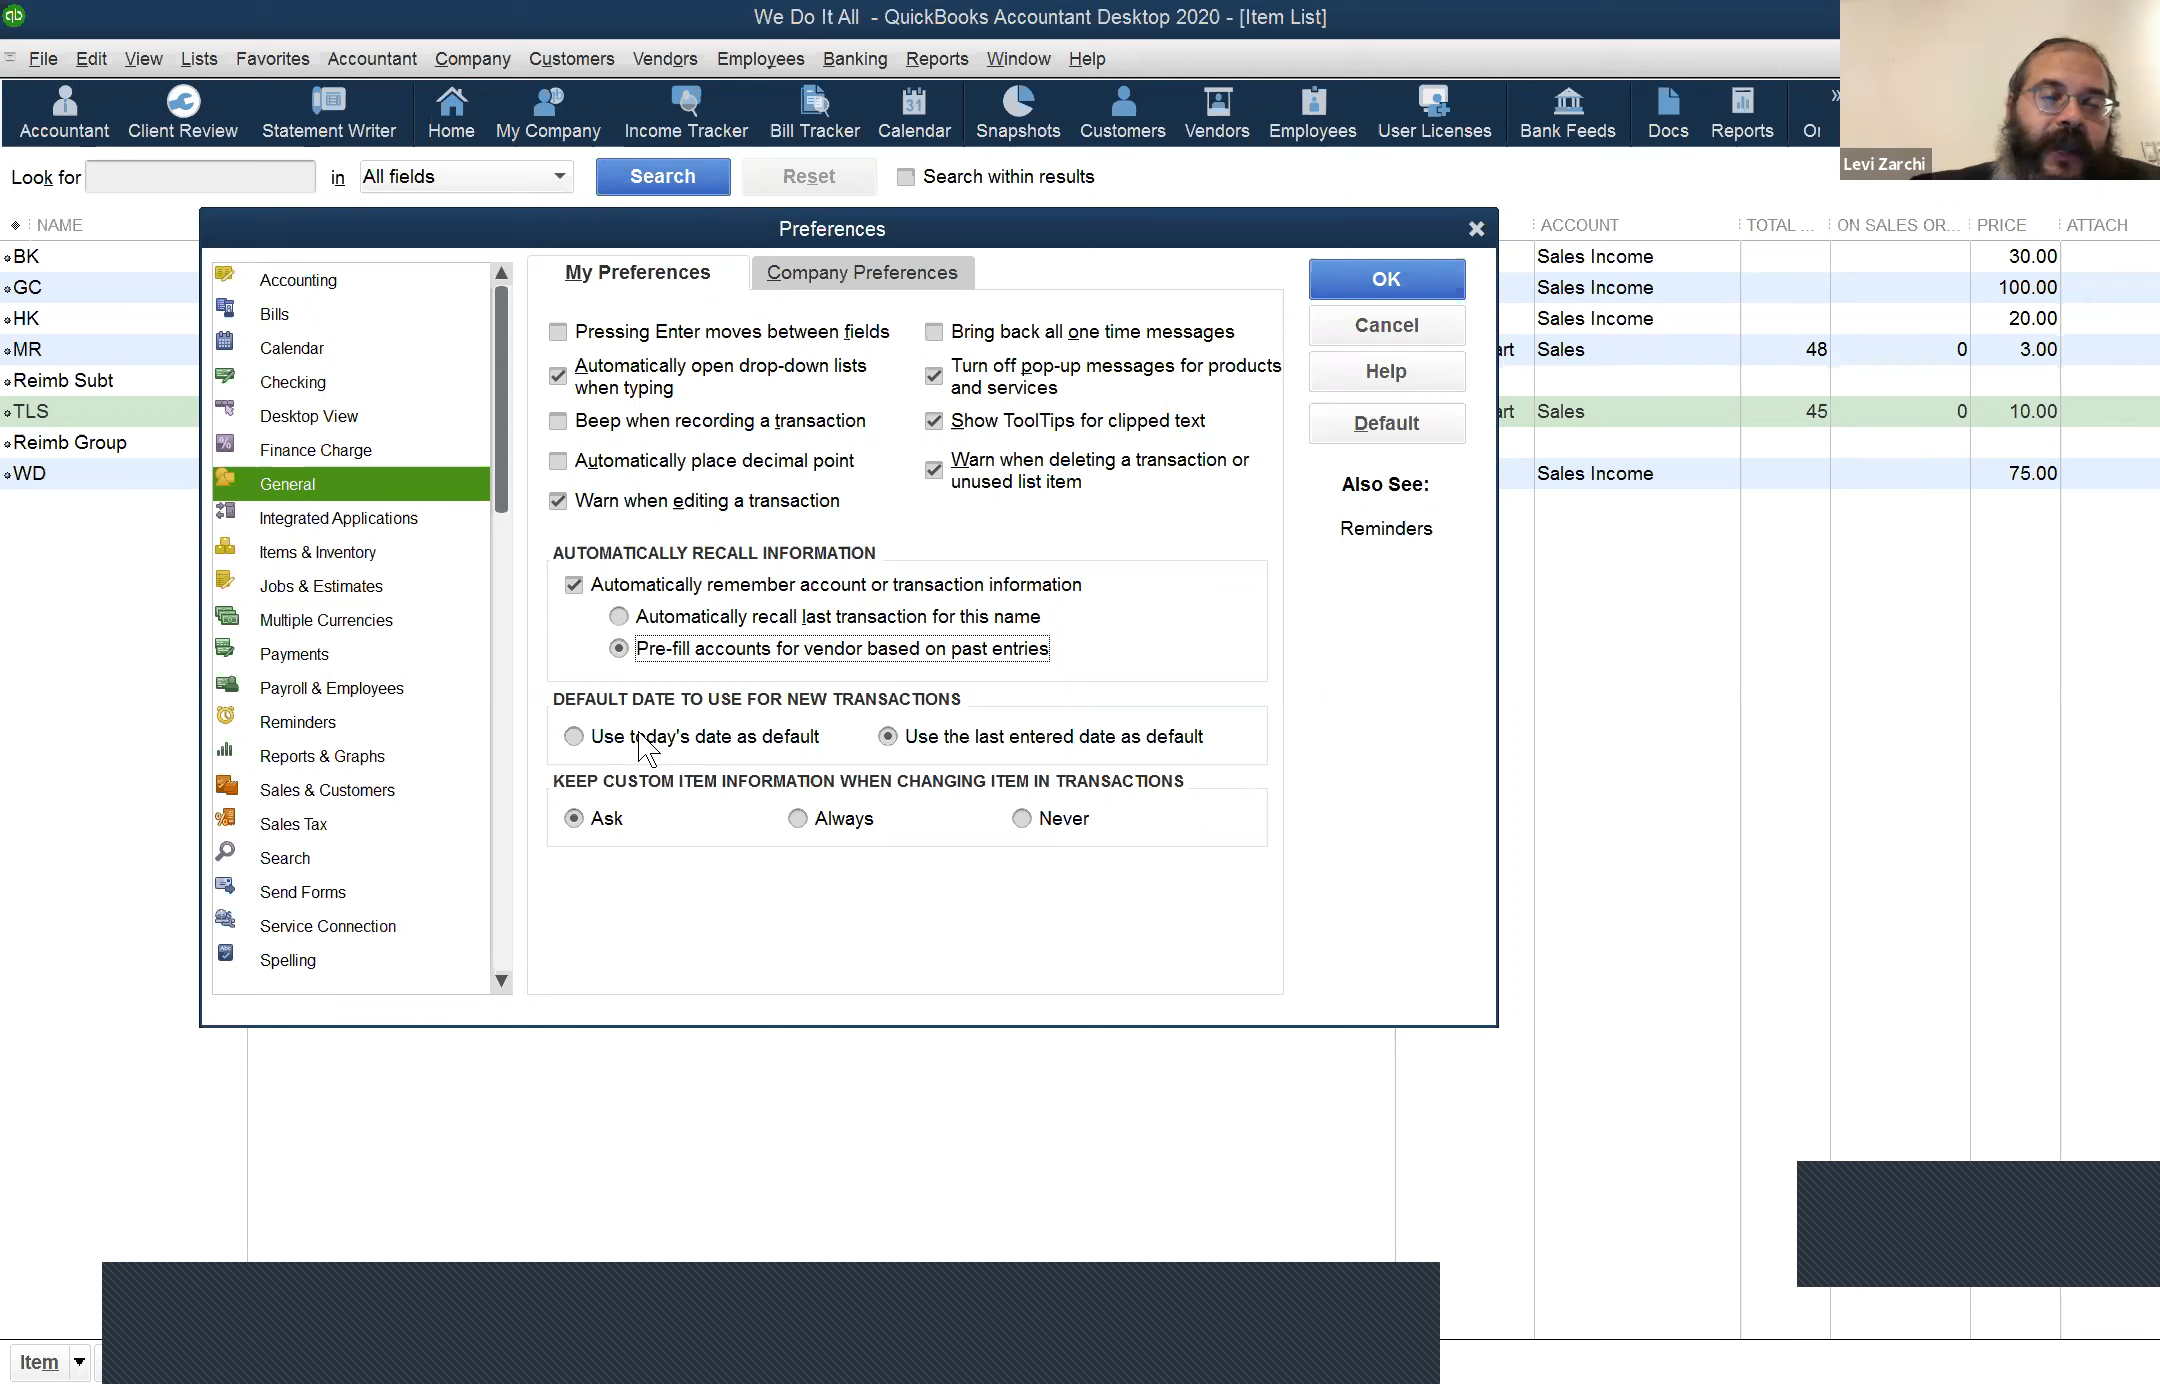 We Do It All - QuickBooks Accountant Desktop 2020 - [Item List]
File Edit View Lists Favorites Accountant Company Customers Vendors Employees Banking Reports Window Help
Accountant Client Review Statement Writer Home My Company Income Tracker Bill Tracker Calendar Snapshots Customers Vendors Employees User Licenses Bank Feeds Docs Reports
Levi Zarchi
Look for in All fields Search Reset Search within results
NAME ACCOUNT TOTAL ... ON SALES OR... PRICE ATTACH
BK Sales Income 30.00
GC Sales Income 100.00
HK Sales Income 20.00
MR art Sales 48 0 3.00
Reimb Subt
TLS art Sales 45 0 10.00
Reimb Group
WD Sales Income 75.00
Preferences
Accounting
Bills
Calendar
Checking
Desktop View
Finance Charge
General
Integrated Applications
Items & Inventory
Jobs & Estimates
Multiple Currencies
Payments
Payroll & Employees
Reminders
Reports & Graphs
Sales & Customers
Sales Tax
Search
Send Forms
Service Connection
Spelling
My Preferences Company Preferences
Pressing Enter moves between fields
Automatically open drop-down lists
when typing
Beep when recording a transaction
Automatically place decimal point
Warn when editing a transaction
Bring back all one time messages
Turn off pop-up messages for products
and services
Show ToolTips for clipped text
Warn when deleting a transaction or
unused list item
AUTOMATICALLY RECALL INFORMATION
Automatically remember account or transaction information
Automatically recall last transaction for this name
Pre-fill accounts for vendor based on past entries
DEFAULT DATE TO USE FOR NEW TRANSACTIONS
Use today's date as default Use the last entered date as default
KEEP CUSTOM ITEM INFORMATION WHEN CHANGING ITEM IN TRANSACTIONS
Ask Always Never
OK
Cancel
Help
Default
Also See:
Reminders
Item